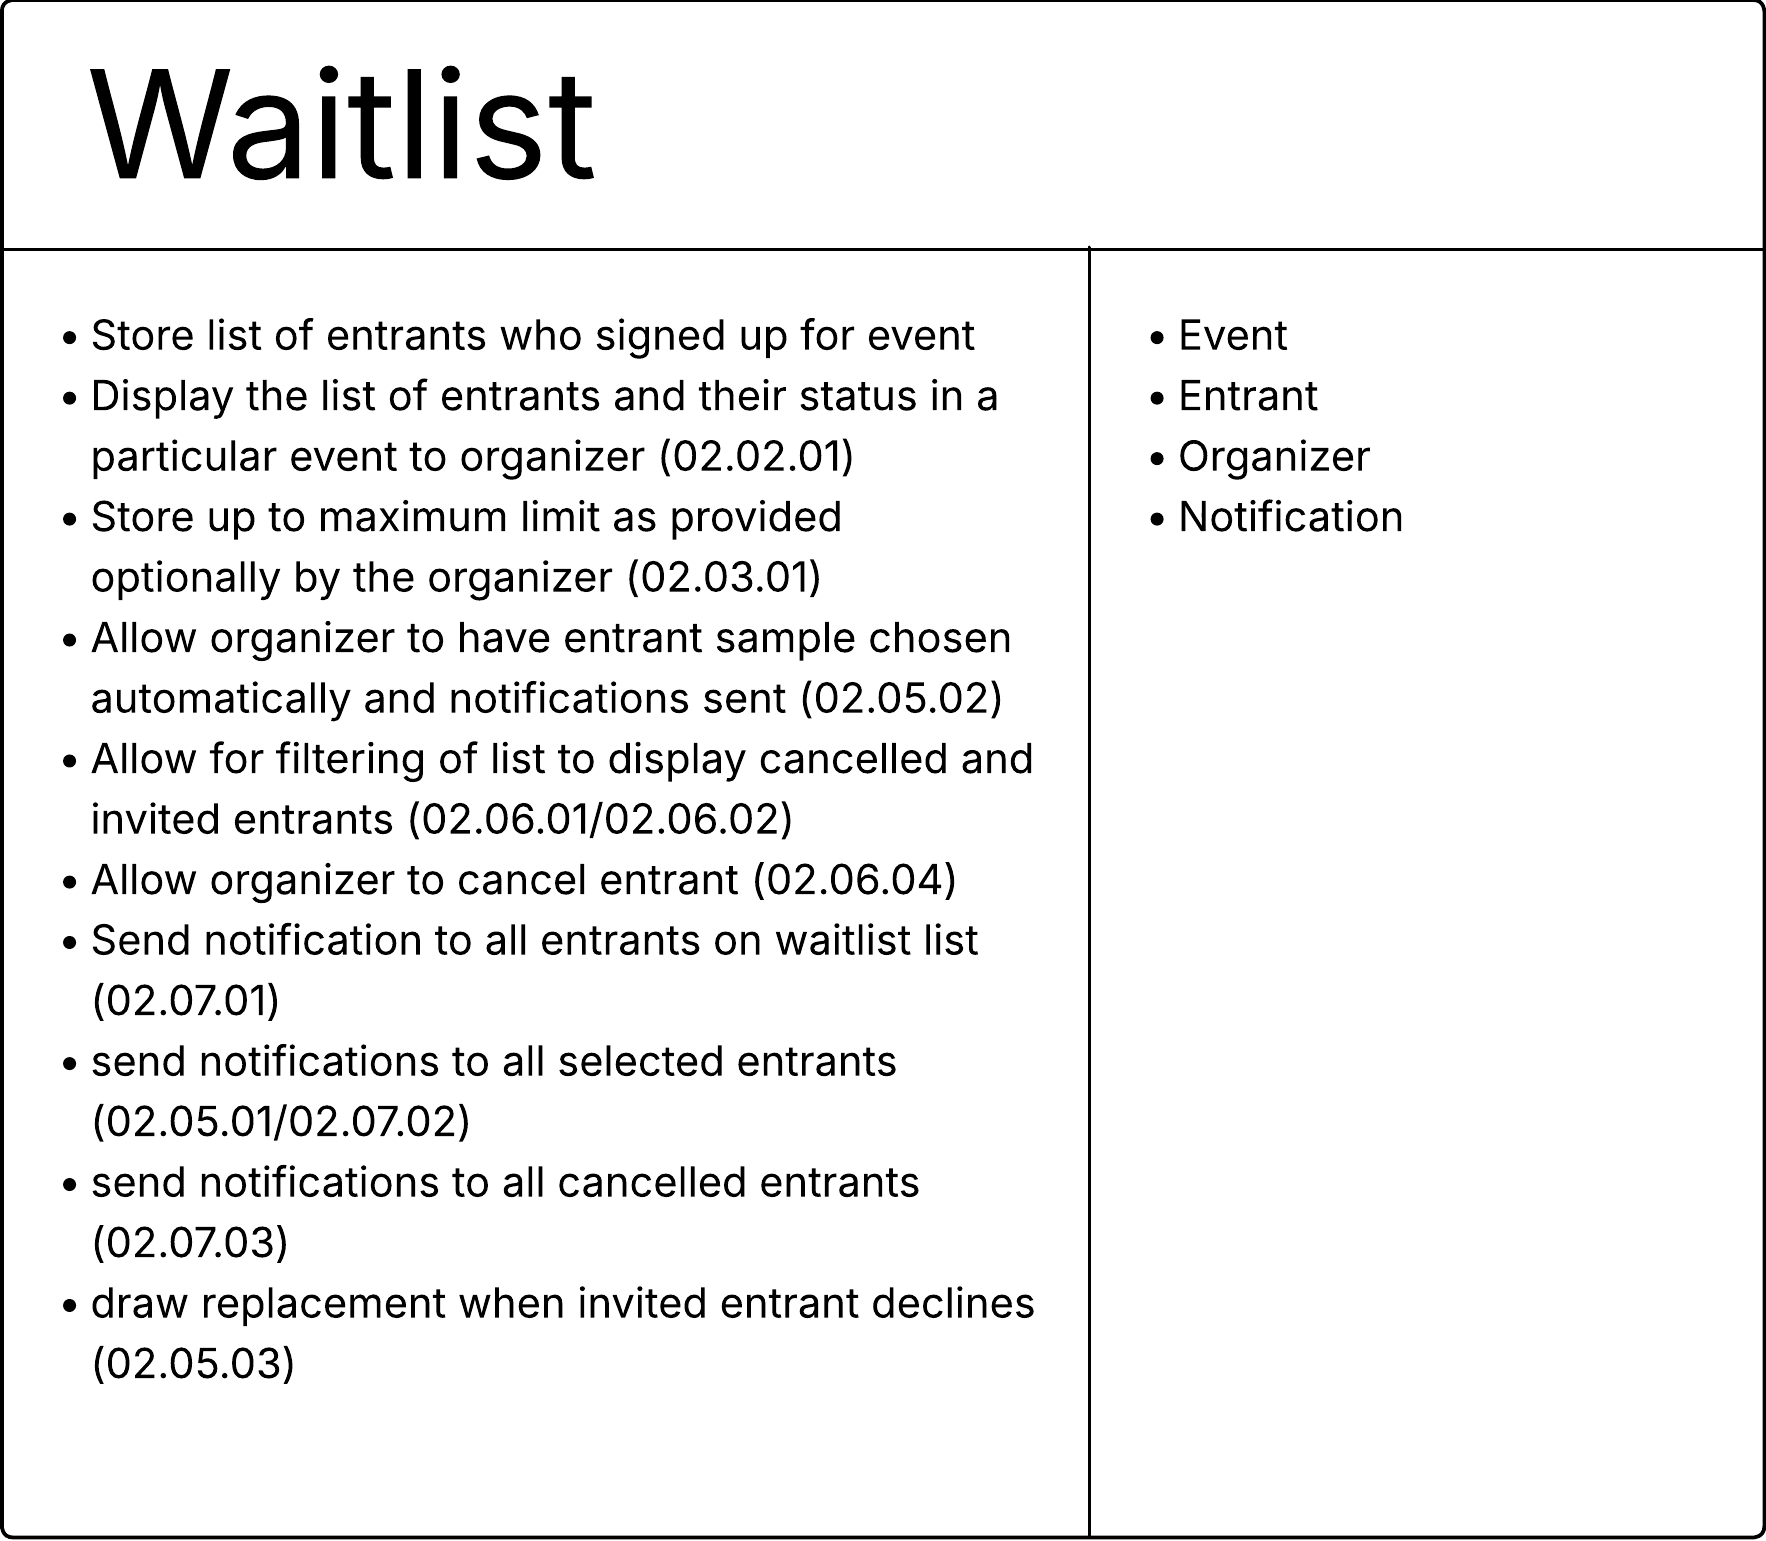 Waitlist
• Store list of entrants who signed up for event
• Display the list of entrants and their status in a
particular event to organizer (02.02.01)
• Store up to maximum limit as provided
optionally by the organizer (02.03.01)
• Allow organizer to have entrant sample chosen
automatically and notifications sent (02.05.02)
• Allow for filtering of list to display cancelled and
invited entrants (02.06.01/02.06.02)
• Allow organizer to cancel entrant (02.06.04)
• Send notification to all entrants on waitlist list
(02.07.01)
• send notifications to all selected entrants
(02.05.01/02.07.02)
• send notifications to all cancelled entrants
(02.07.03)
• draw replacement when invited entrant declines
(02.05.03)
• Event
• Entrant
• Organizer
• Notification